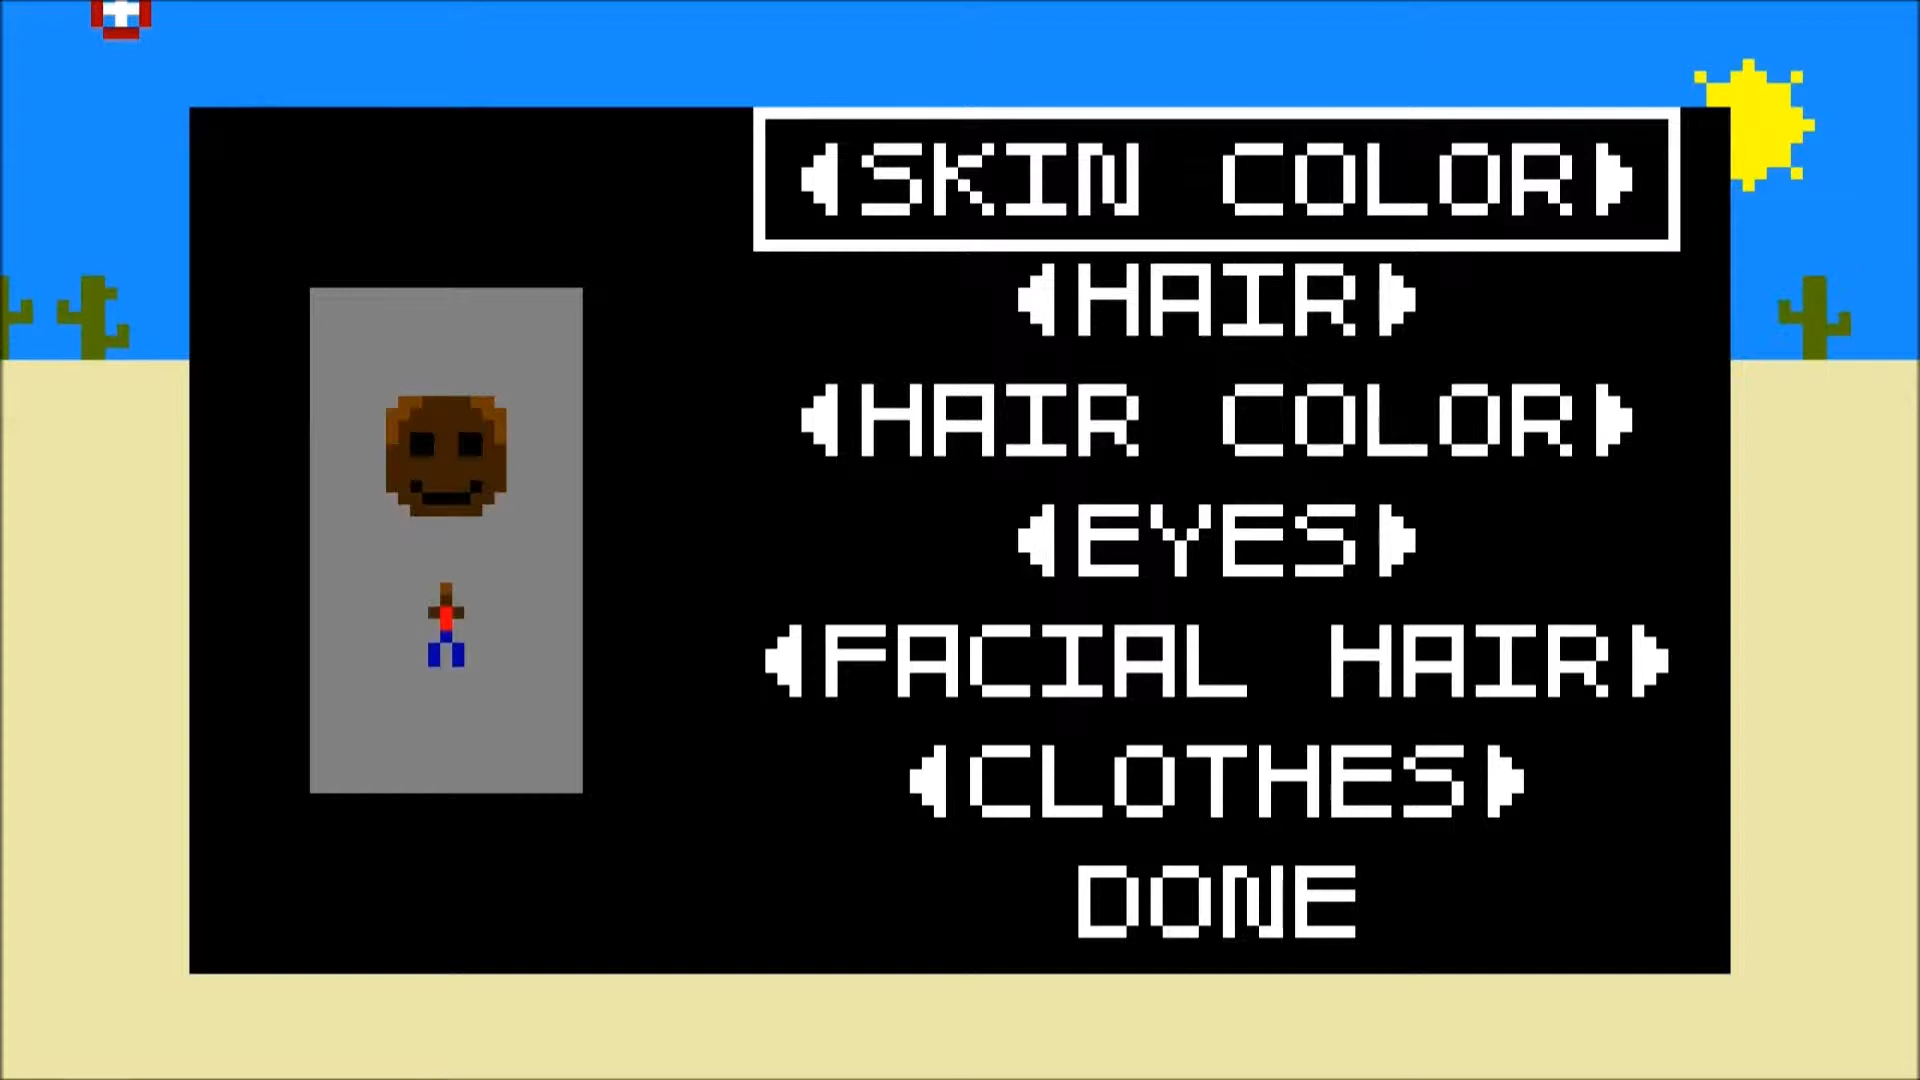 SKIN COLOR
HAIR
HAIR COLOR
EYES
FACIAL HAIR
CLOTHES
DONE